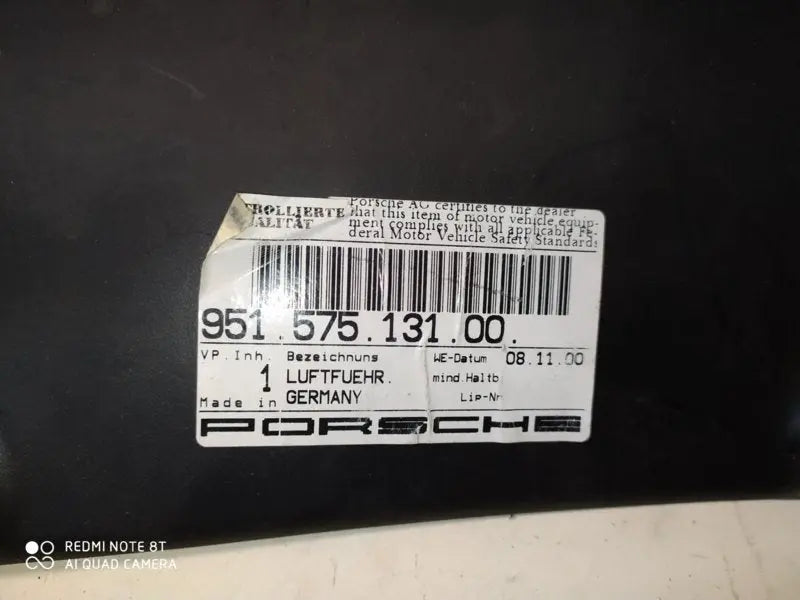 ROLLIERTE
ALITÄT
Porsche AG certifies to the dealer
that this item of motor vehicle equip-
ment complies with all applicable Fe-
deral Motor Vehicle Safety Standards
951.575.131.00.
VP.Inh. Bezeichnung WE-Datum 08.11.00
1 LUFTFUEHR. mind.Haltb
Made in GERMANY Lip-Nr
PORSCHE
REDMI NOTE 8T
AI QUAD CAMERA